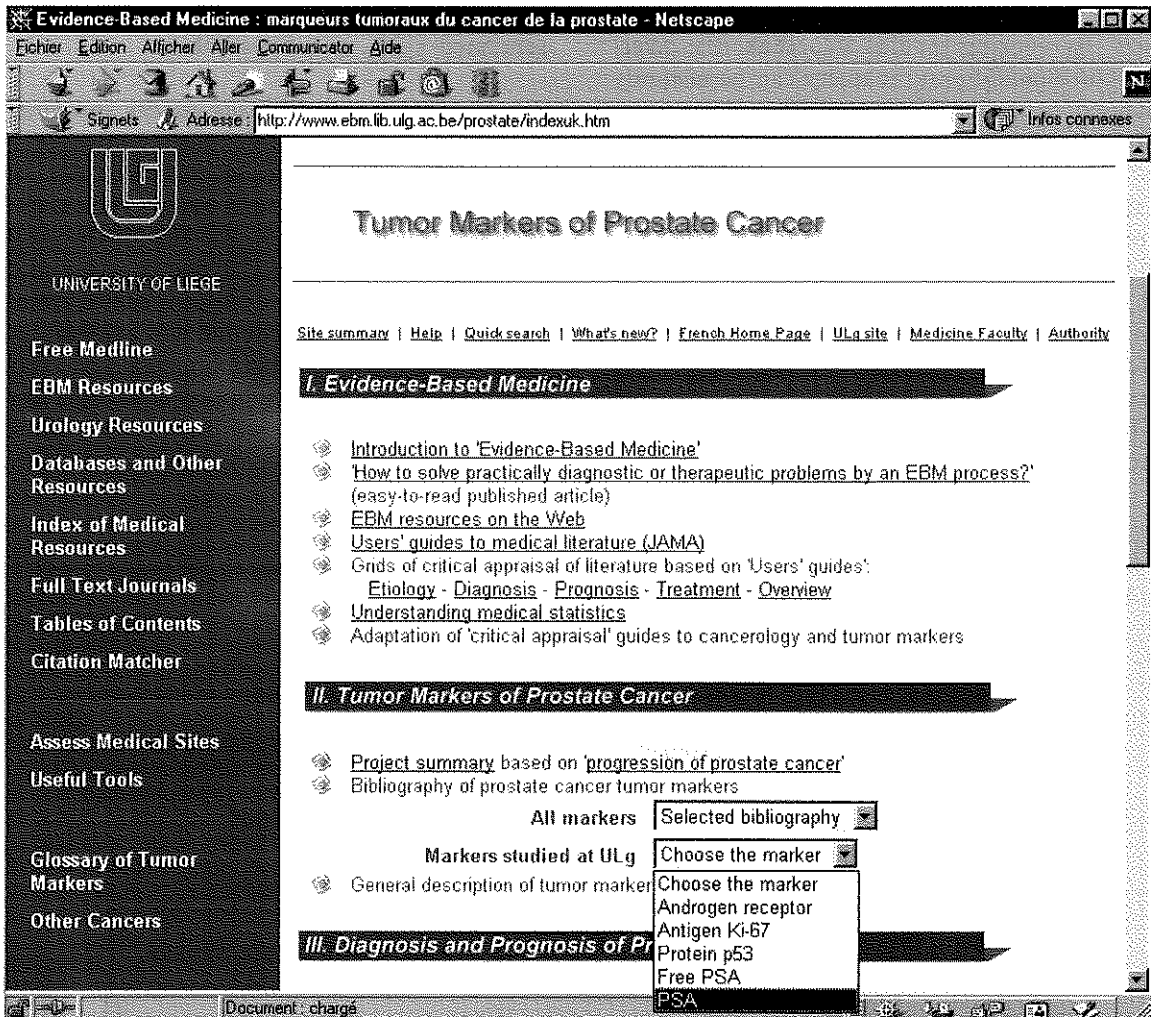 Evidence-Based Medicine : marqueurs tumoraux du cancer de la prostate - Netscape
Fichier Edition Afficher Aller Communicator Aide
N
Signets Adresse : http://www.ebm.lib.ulg.ac.be/prostate/indexuk.htm Infos connexes
UNIVERSITY OF LIEGE
Free Medline
EBM Resources
Urology Resources
Databases and Other
Resources
Index of Medical
Resources
Full Text Journals
Tables of Contents
Citation Matcher
Assess Medical Sites
Useful Tools
Glossary of Tumor
Markers
Other Cancers
Tumor Markers of Prostate Cancer
Site summary | Help | Quick search | What's new? | French Home Page | ULg site | Medicine Faculty | Authority
I. Evidence-Based Medicine
Introduction to 'Evidence-Based Medicine'
'How to solve practically diagnostic or therapeutic problems by an EBM process?'
(easy-to-read published article)
EBM resources on the Web
Users' guides to medical literature (JAMA)
Grids of critical appraisal of literature based on 'Users' guides':
Etiology - Diagnosis - Prognosis - Treatment - Overview
Understanding medical statistics
Adaptation of 'critical appraisal' guides to cancerology and tumor markers
II. Tumor Markers of Prostate Cancer
Project summary based on 'progression of prostate cancer'
Bibliography of prostate cancer tumor markers
All markers Selected bibliography
Markers studied at ULg Choose the marker
General description of tumor marker
Choose the marker
Androgen receptor
Antigen Ki-67
Protein p53
Free PSA
PSA
III. Diagnosis and Prognosis of Pr
Document : chargé